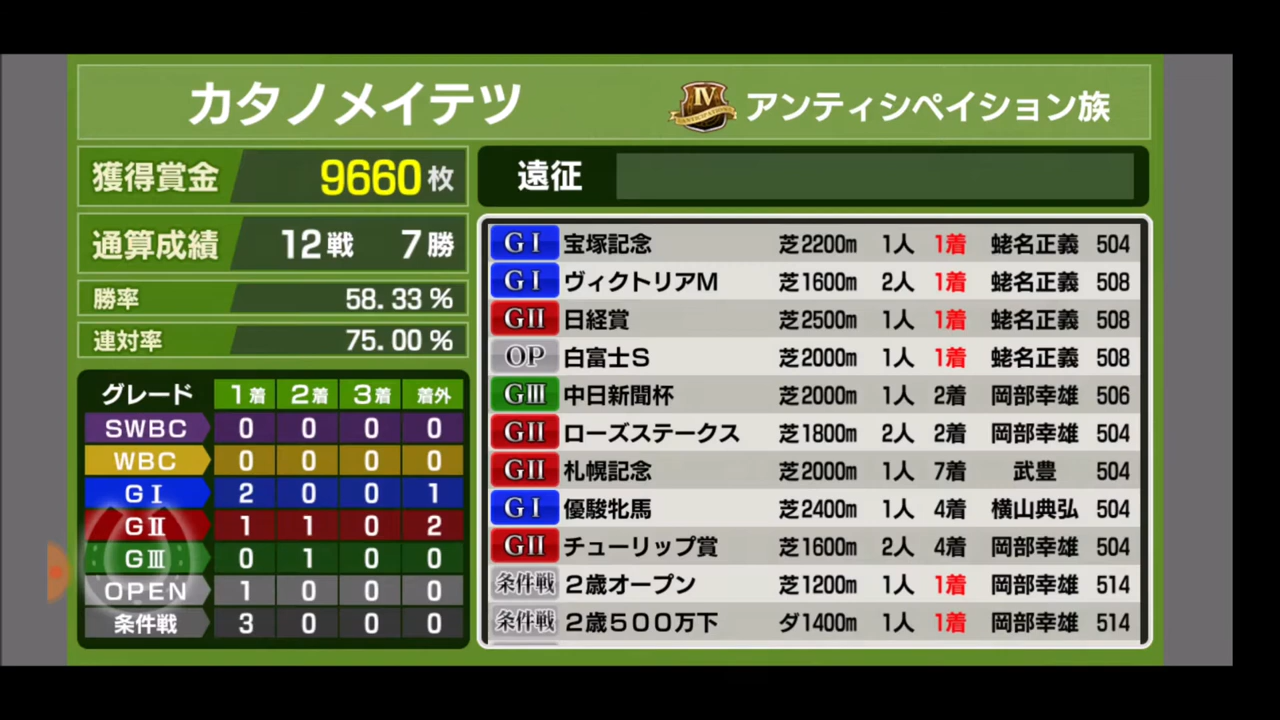 カタノメイテツ
IV アンティシペイション族
獲得賞金 9660枚
通算成績 12戦 7勝
勝率 58.33%
連対率 75.00%
グレード 1着 2着 3着 着外
SWBC 0 0 0 0
WBC 0 0 0 0
GⅠ 2 0 0 1
GⅡ 1 1 0 2
GⅢ 0 1 0 0
OPEN 1 0 0 0
条件戦 3 0 0 0
遠征
GⅠ 宝塚記念 芝2200m 1人 1着 蛯名正義 504
GⅠ ヴィクトリアM 芝1600m 2人 1着 蛯名正義 508
GⅡ 日経賞 芝2500m 1人 1着 蛯名正義 508
OP 白富士S 芝2000m 1人 1着 蛯名正義 508
GⅢ 中日新聞杯 芝2000m 1人 2着 岡部幸雄 506
GⅡ ローズステークス 芝1800m 2人 2着 岡部幸雄 504
GⅡ 札幌記念 芝2000m 1人 7着 武豊 504
GⅠ 優駿牝馬 芝2400m 1人 4着 横山典弘 504
GⅡ チューリップ賞 芝1600m 2人 4着 岡部幸雄 504
条件戦 2歳オープン 芝1200m 1人 1着 岡部幸雄 514
条件戦 2歳500万下 ダ1400m 1人 1着 岡部幸雄 514